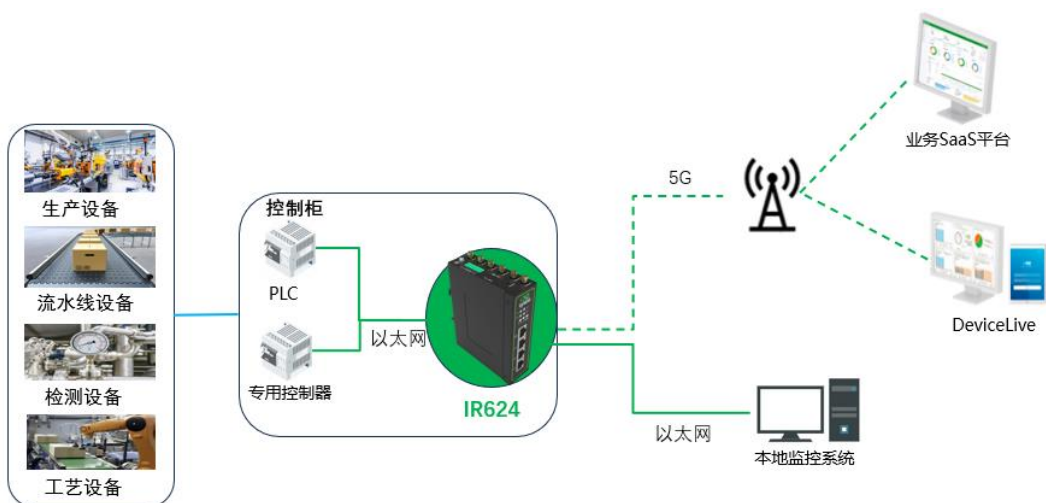 生产设备
流水线设备
检测设备
工艺设备
控制柜
PLC
专用控制器
以太网
IR624
5G
以太网
业务SaaS平台
DeviceLive
本地监控系统